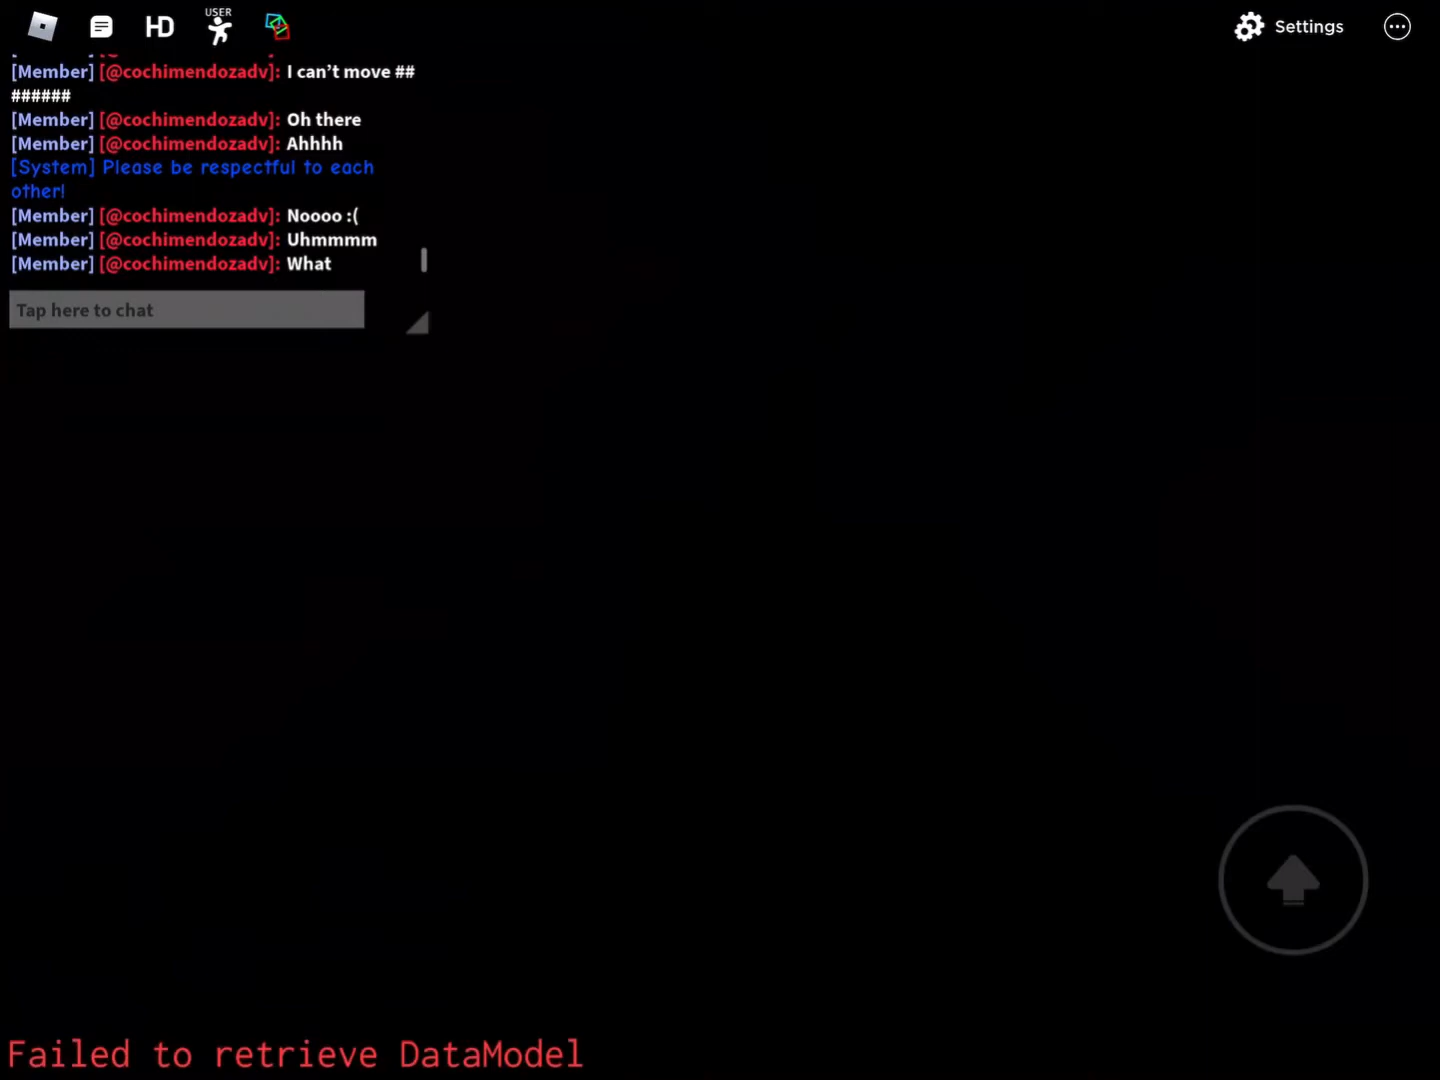 USER
HD
Settings
[Member] [@cochimendozadv]: I can’t move ##
######
[Member] [@cochimendozadv]: Oh there
[Member] [@cochimendozadv]: Ahhhh
[System] Please be respectful to each
other!
[Member] [@cochimendozadv]: Noooo :(
[Member] [@cochimendozadv]: Uhmmmm
[Member] [@cochimendozadv]: What
Tap here to chat
Failed to retrieve DataModel